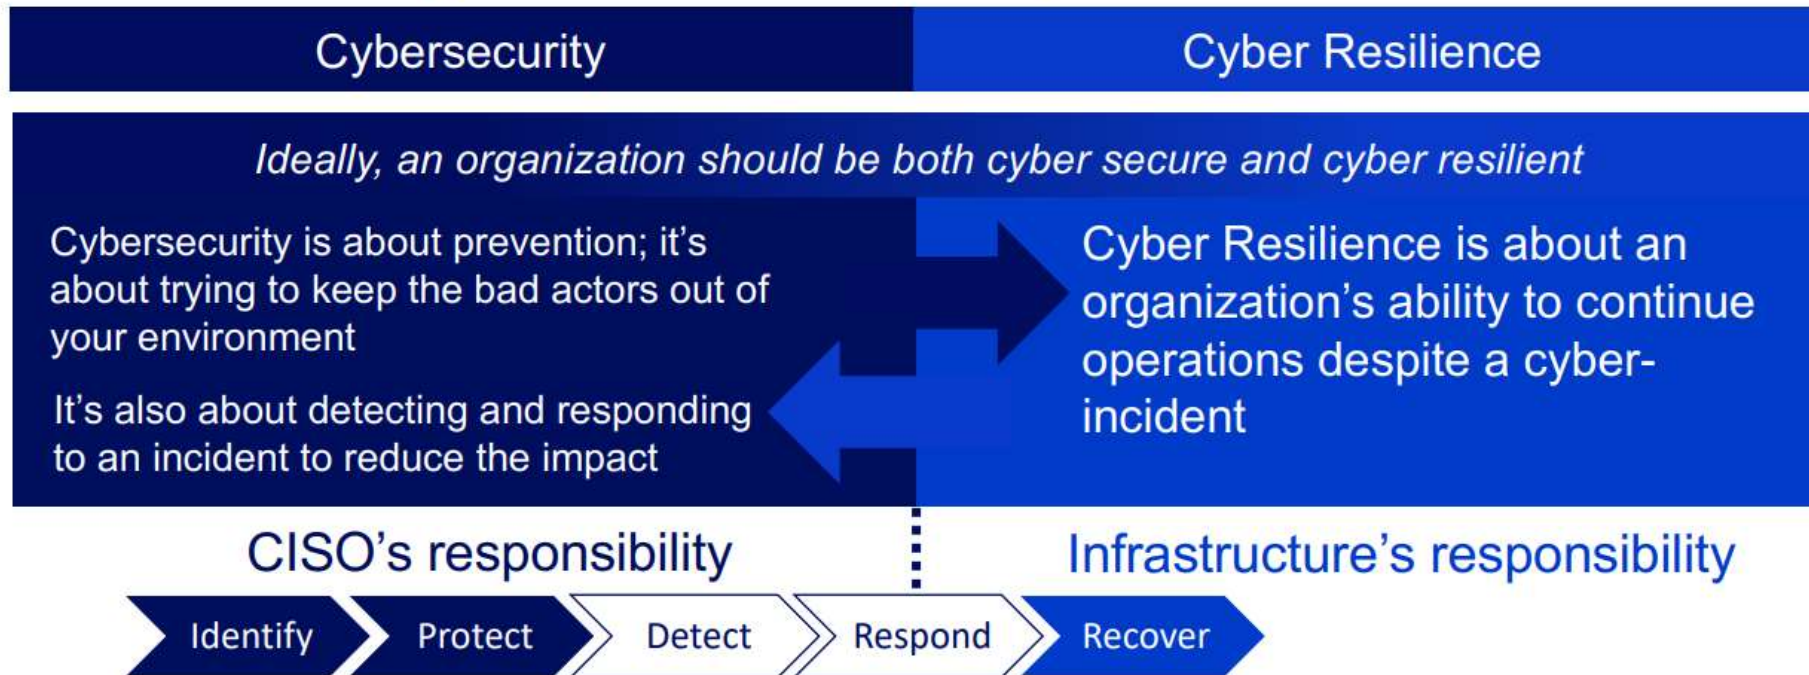 Cybersecurity
Cyber Resilience
Ideally, an organization should be both cyber secure and cyber resilient
Cybersecurity is about prevention; it's
about trying to keep the bad actors out of
your environment
It's also about detecting and responding
to an incident to reduce the impact
Cyber Resilience is about an
organization's ability to continue
operations despite a cyber-
incident
CISO's responsibility
Infrastructure's responsibility
Identify
Protect
Detect
Respond
Recover